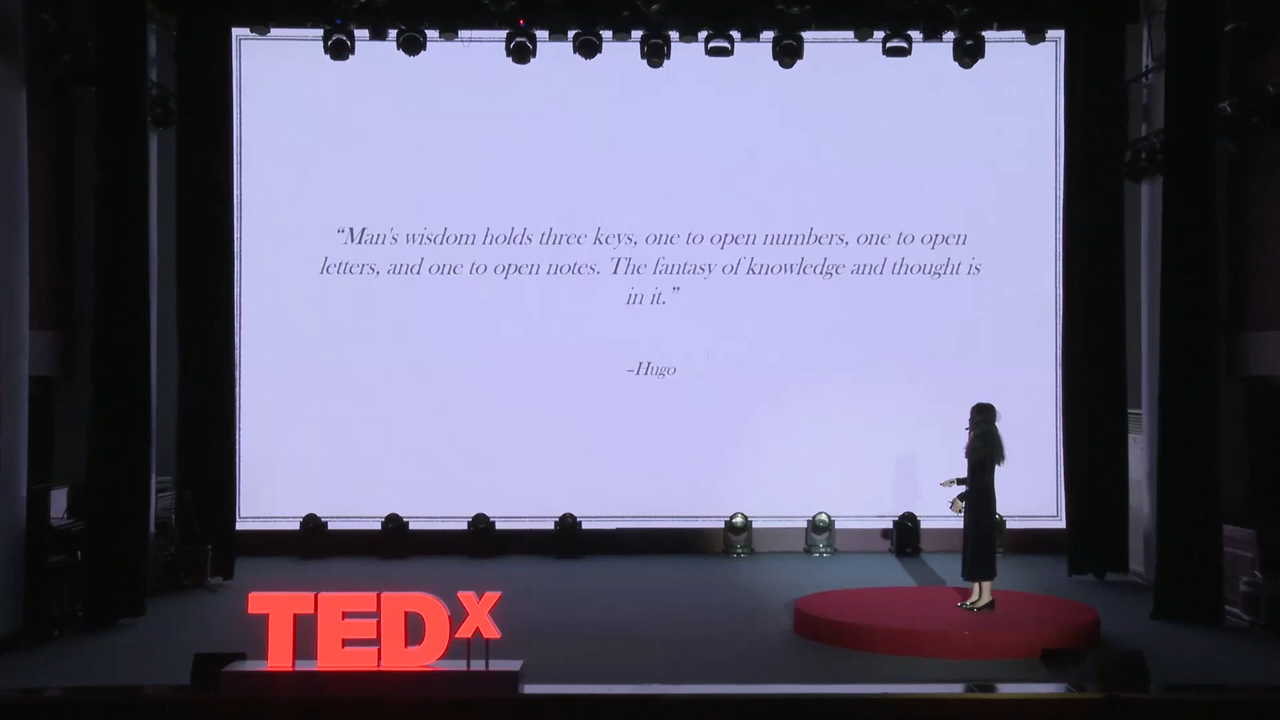 “Man's wisdom holds three keys, one to open numbers, one to open
letters, and one to open notes. The fantasy of knowledge and thought is
in it.”
–Hugo
TEDx